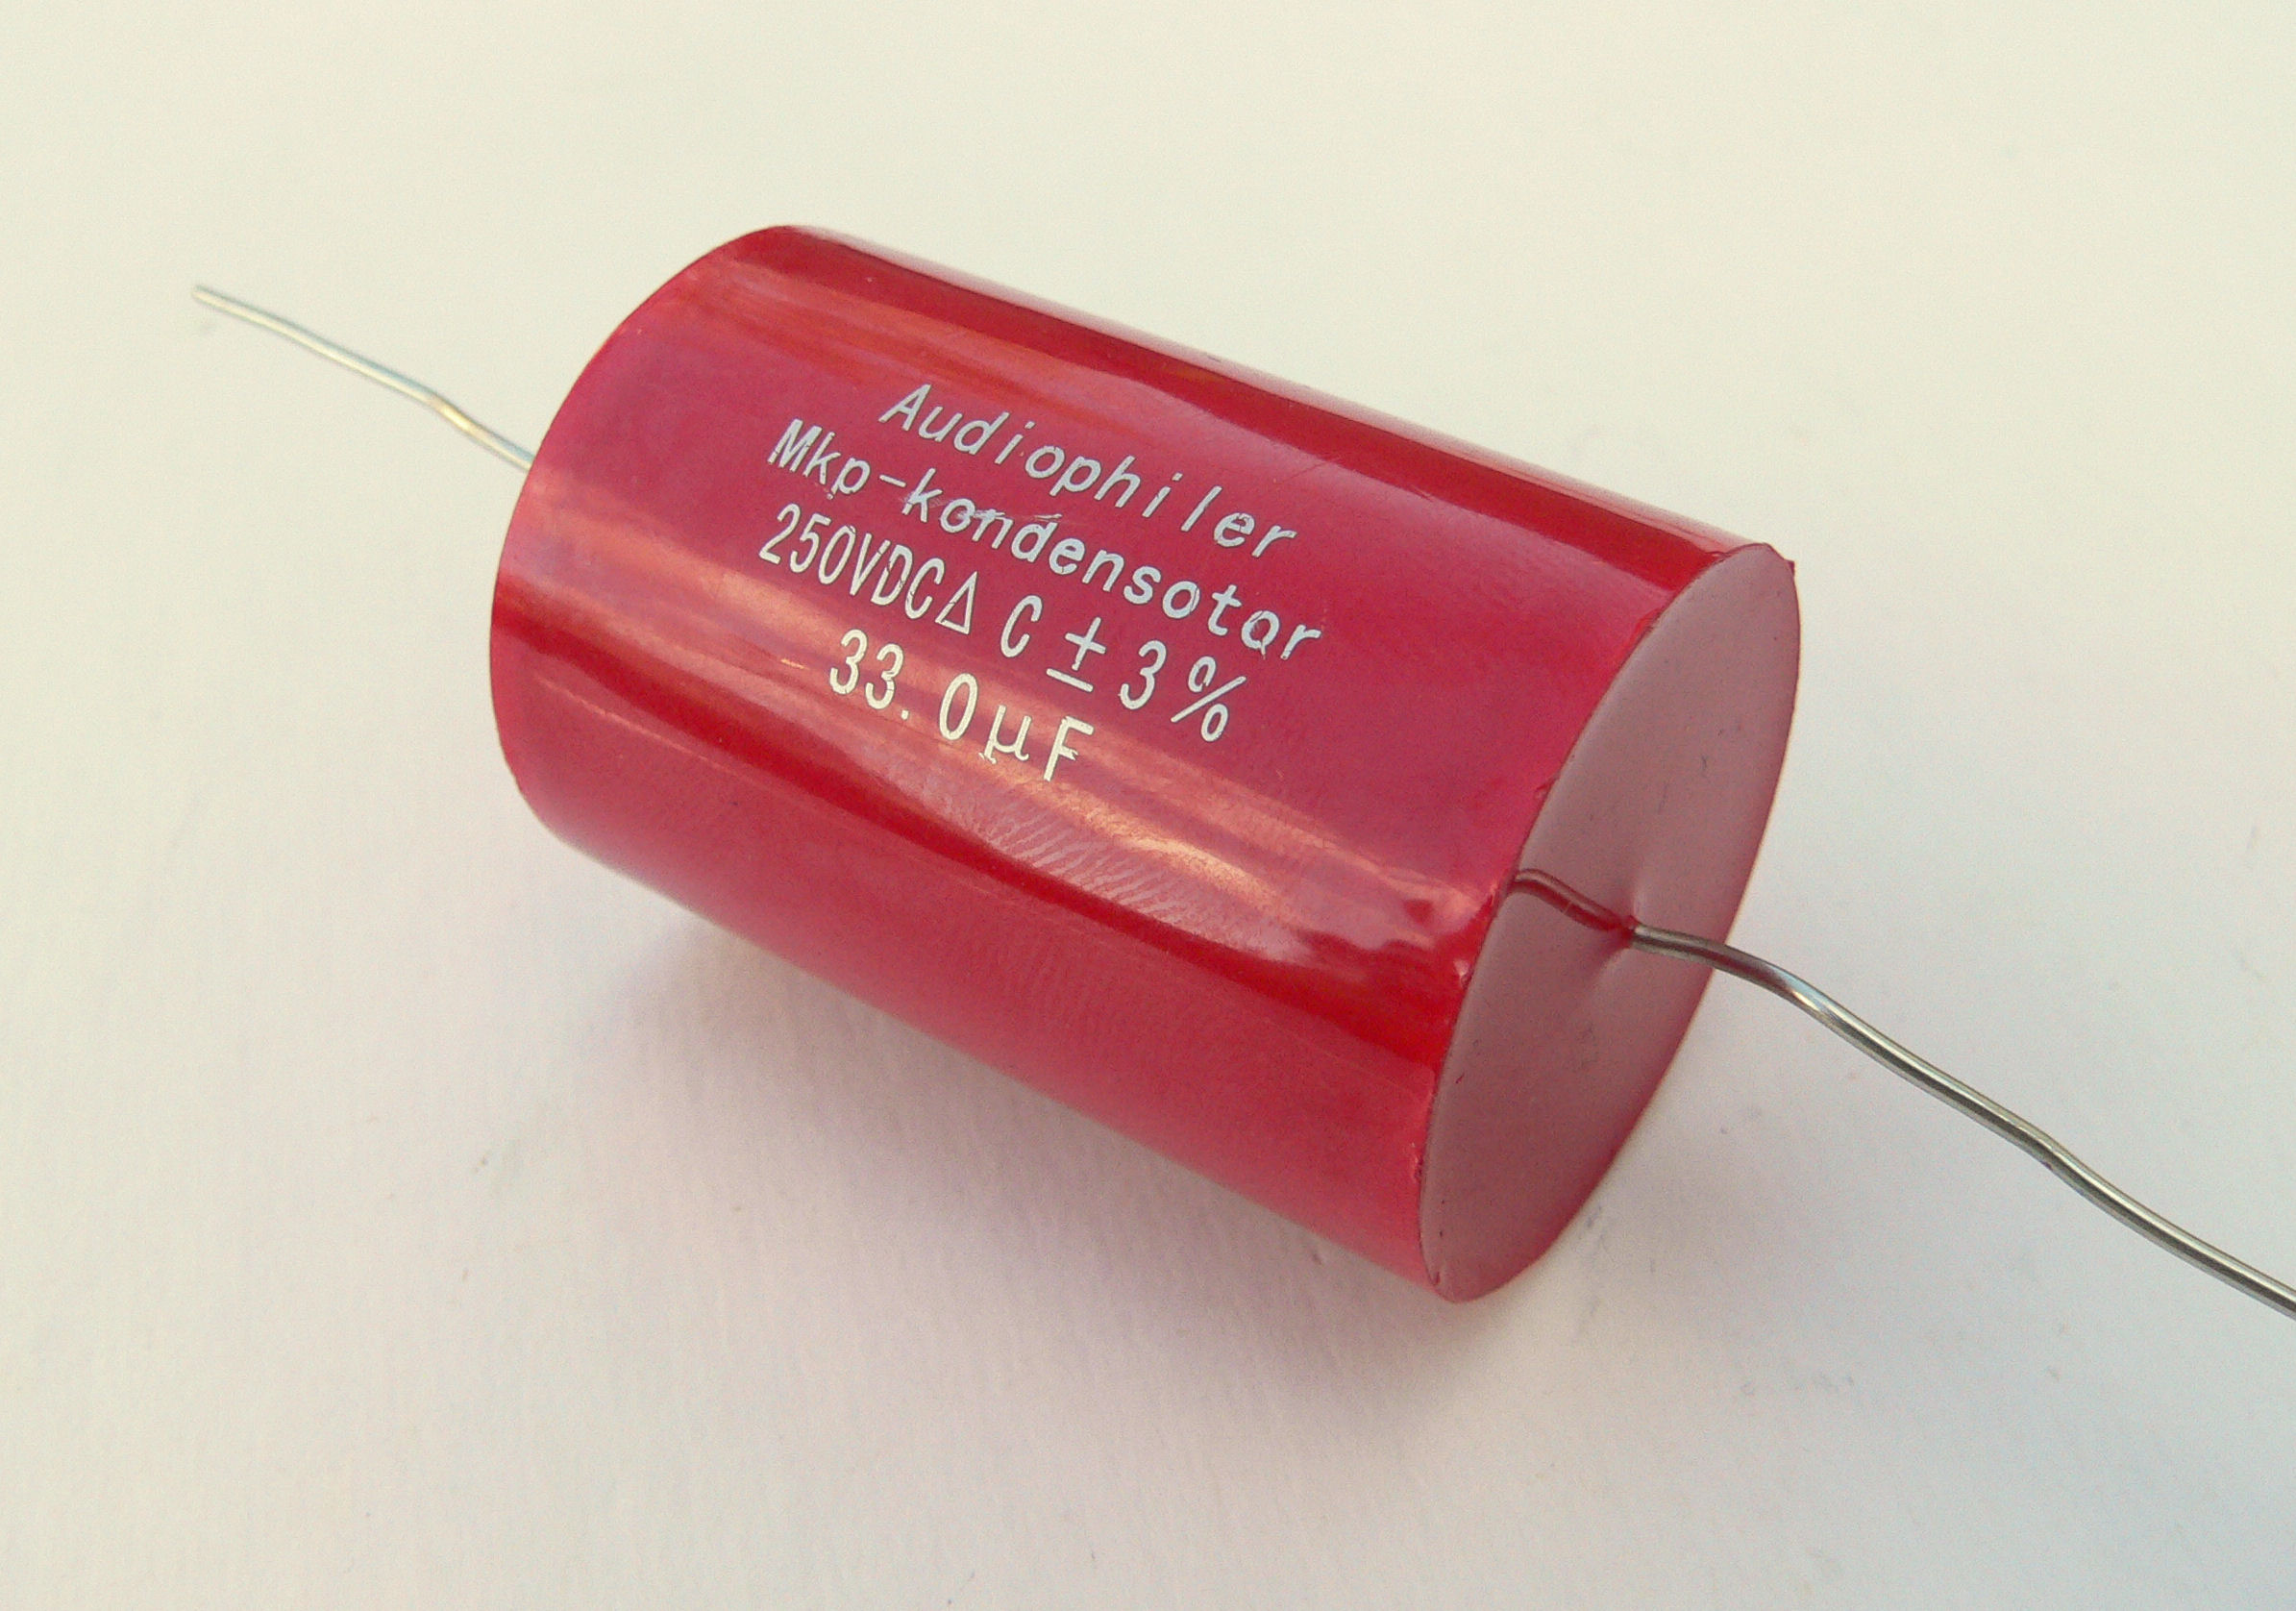 Audiophiler
Mkp-kondensotor
250VDC△ C ± 3%
33.0μF